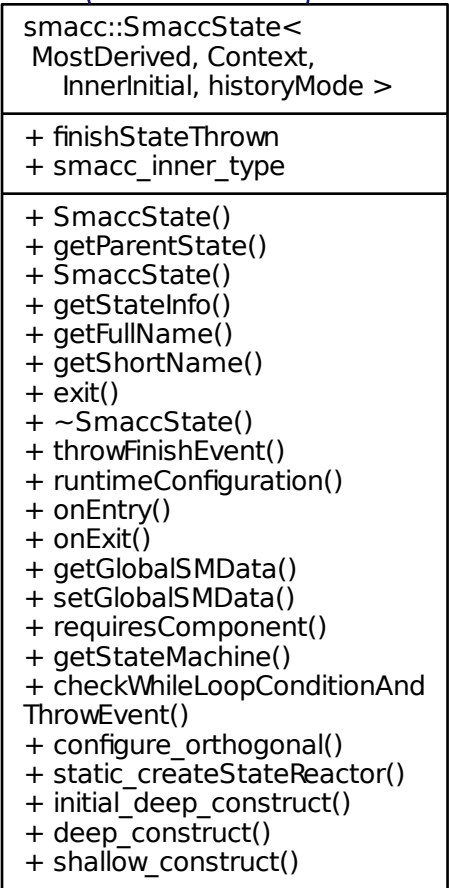 smacc::SmaccState<
MostDerived, Context,
InnerInitial, historyMode >
+ finishStateThrown
+ smacc_inner_type
+ SmaccState()
+ getParentState()
+ SmaccState()
+ getStateInfo()
+ getFullName()
+ getShortName()
+ exit()
+ ~SmaccState()
+ throwFinishEvent()
+ runtimeConfiguration()
+ onEntry()
+ onExit()
+ getGlobalSMData()
+ setGlobalSMData()
+ requiresComponent()
+ getStateMachine()
+ checkWhileLoopConditionAnd
ThrowEvent()
+ configure_orthogonal()
+ static_createStateReactor()
+ initial_deep_construct()
+ deep_construct()
+ shallow_construct()